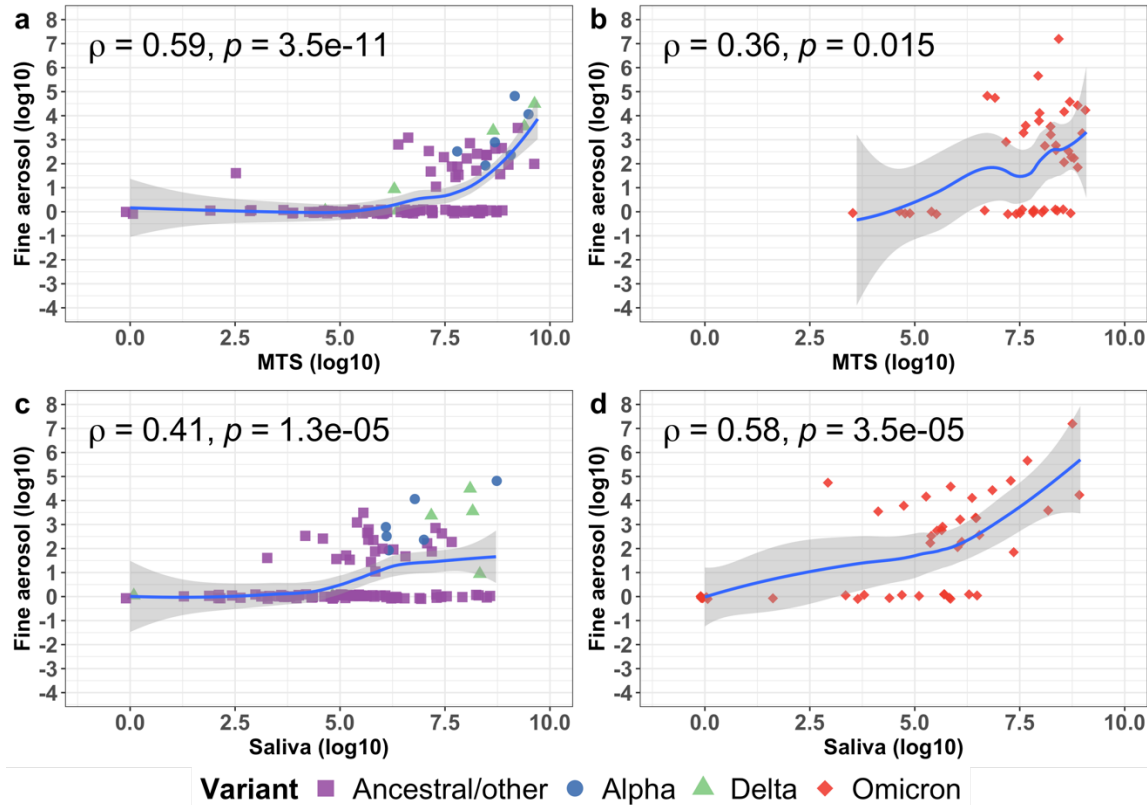 a
ρ = 0.59, p = 3.5e-11
Fine aerosol (log10)
8
7
6
5
4
3
2
1
0
-1
-2
-3
-4
0.0 2.5 5.0 7.5 10.0
MTS (log10)
b
ρ = 0.36, p = 0.015
Fine aerosol (log10)
8
7
6
5
4
3
2
1
0
-1
-2
-3
-4
0.0 2.5 5.0 7.5 10.0
MTS (log10)
c
ρ = 0.41, p = 1.3e-05
Fine aerosol (log10)
8
7
6
5
4
3
2
1
0
-1
-2
-3
-4
0.0 2.5 5.0 7.5 10.0
Saliva (log10)
d
ρ = 0.58, p = 3.5e-05
Fine aerosol (log10)
8
7
6
5
4
3
2
1
0
-1
-2
-3
-4
0.0 2.5 5.0 7.5 10.0
Saliva (log10)
Variant Ancestral/other Alpha Delta Omicron